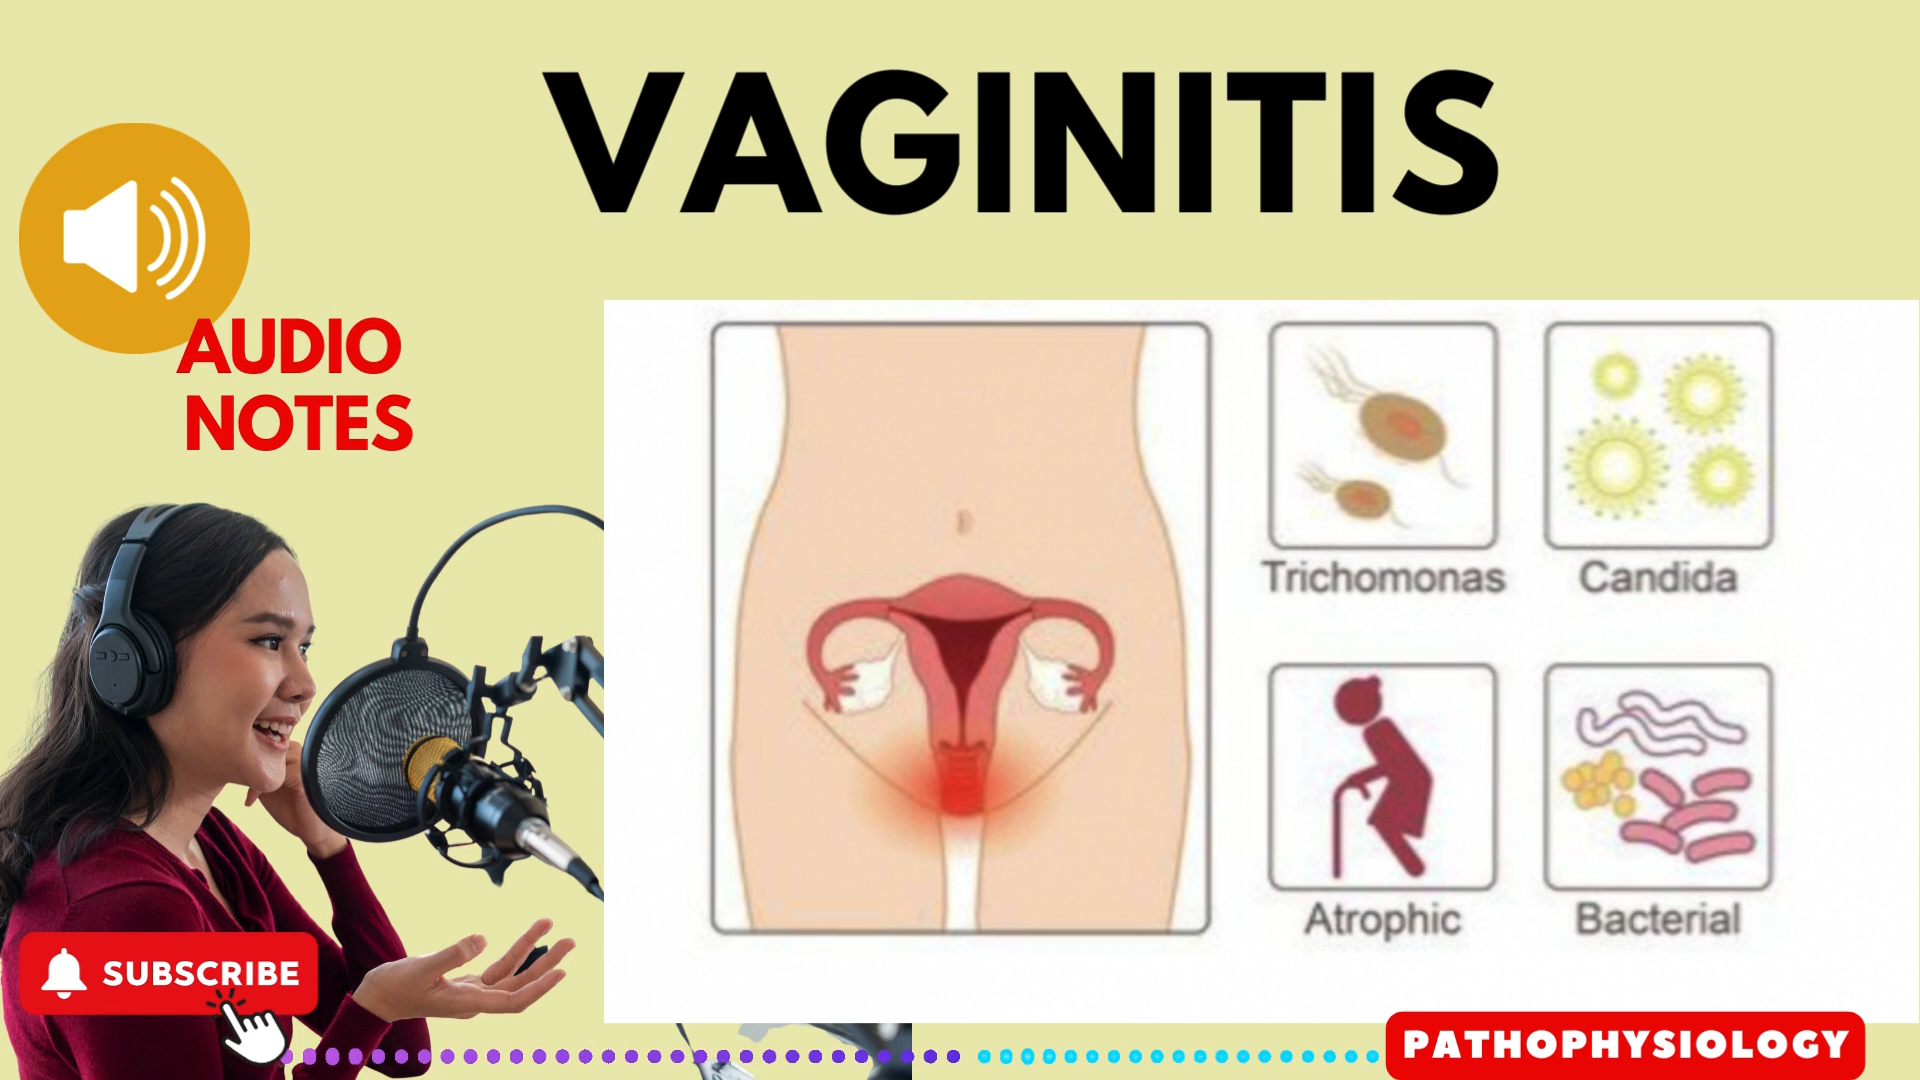 VAGINITIS
AUDIO
NOTES
Trichomonas
Candida
Atrophic
Bacterial
SUBSCRIBE
PATHOPHYSIOLOGY